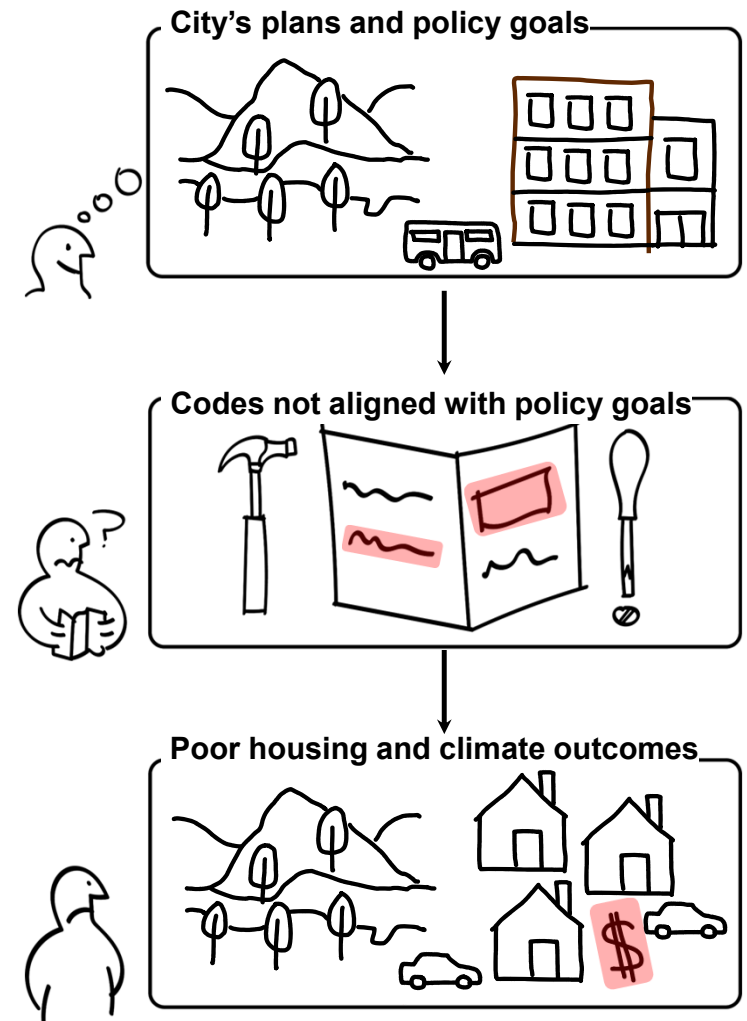 City's plans and policy goals
?
Codes not aligned with policy goals
Poor housing and climate outcomes
$